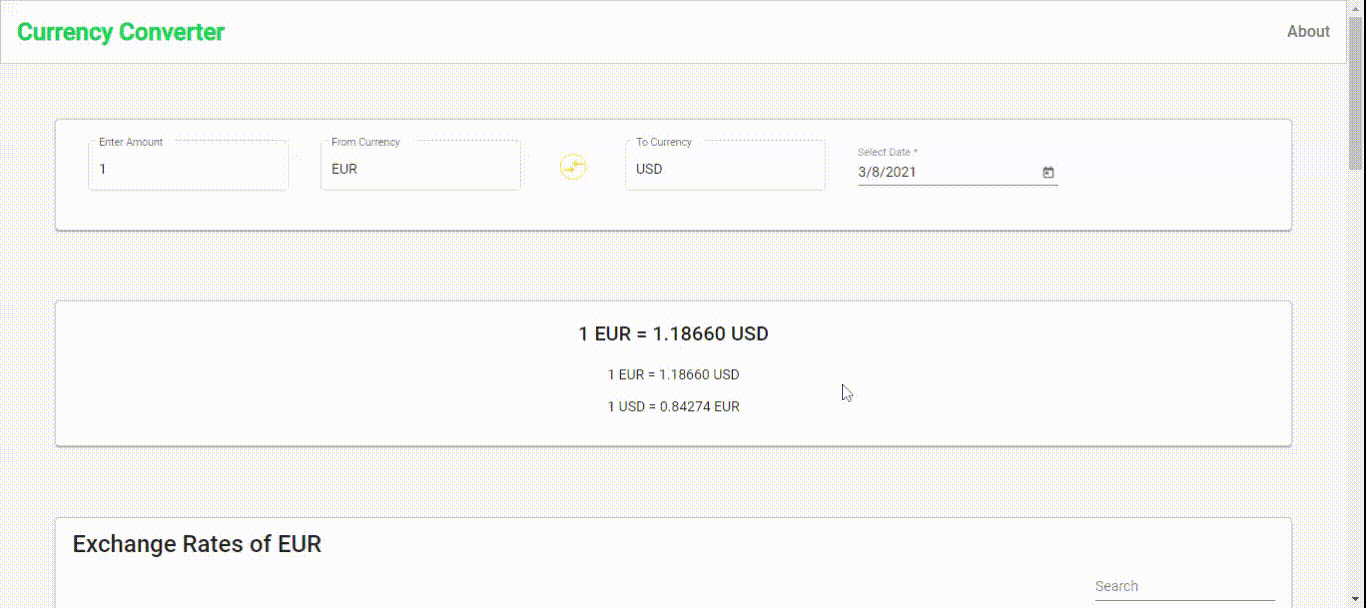 Currency Converter
About
Enter Amount
1
From Currency
EUR
To Currency
USD
Select Date *
3/8/2021
1 EUR = 1.18660 USD
1 EUR = 1.18660 USD
1 USD = 0.84274 EUR
Exchange Rates of EUR
Search